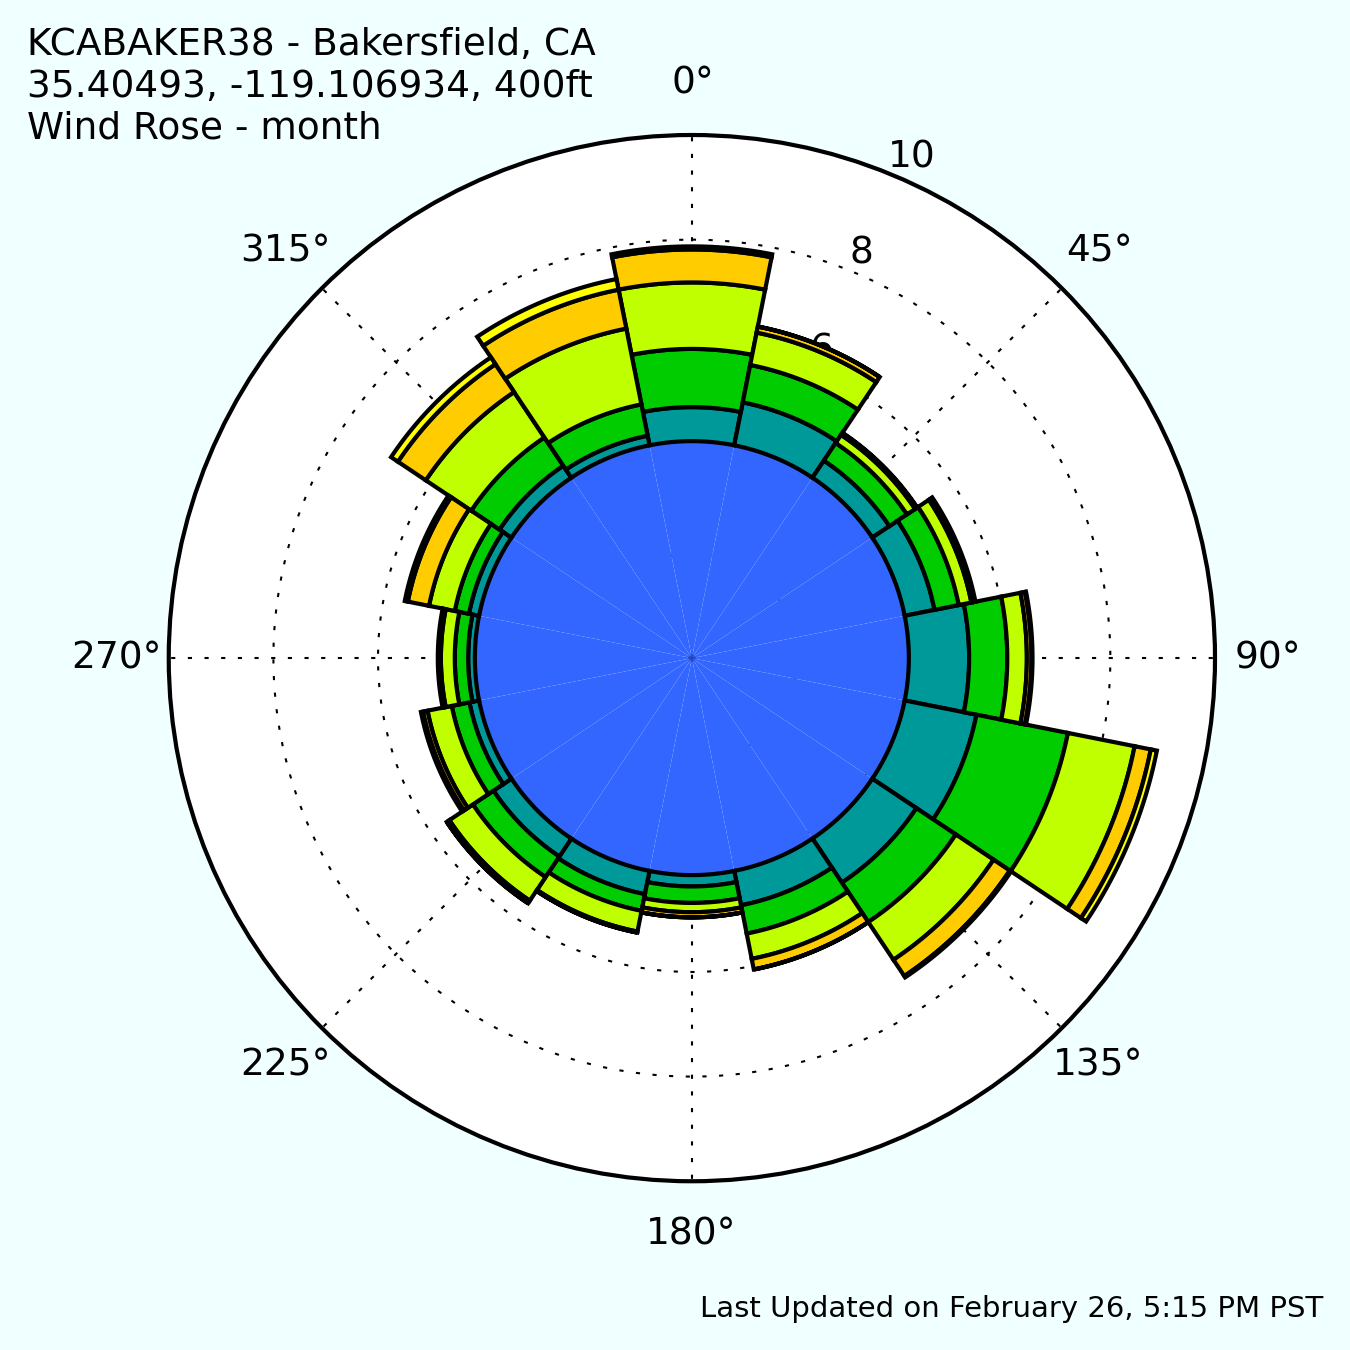 KCABAKER38 - Bakersfield, CA
35.40493, -119.106934, 400ft
Wind Rose - month
0°
10
315°
8
45°
6
270°
90°
225°
135°
180°
Last Updated on February 26, 5:15 PM PST